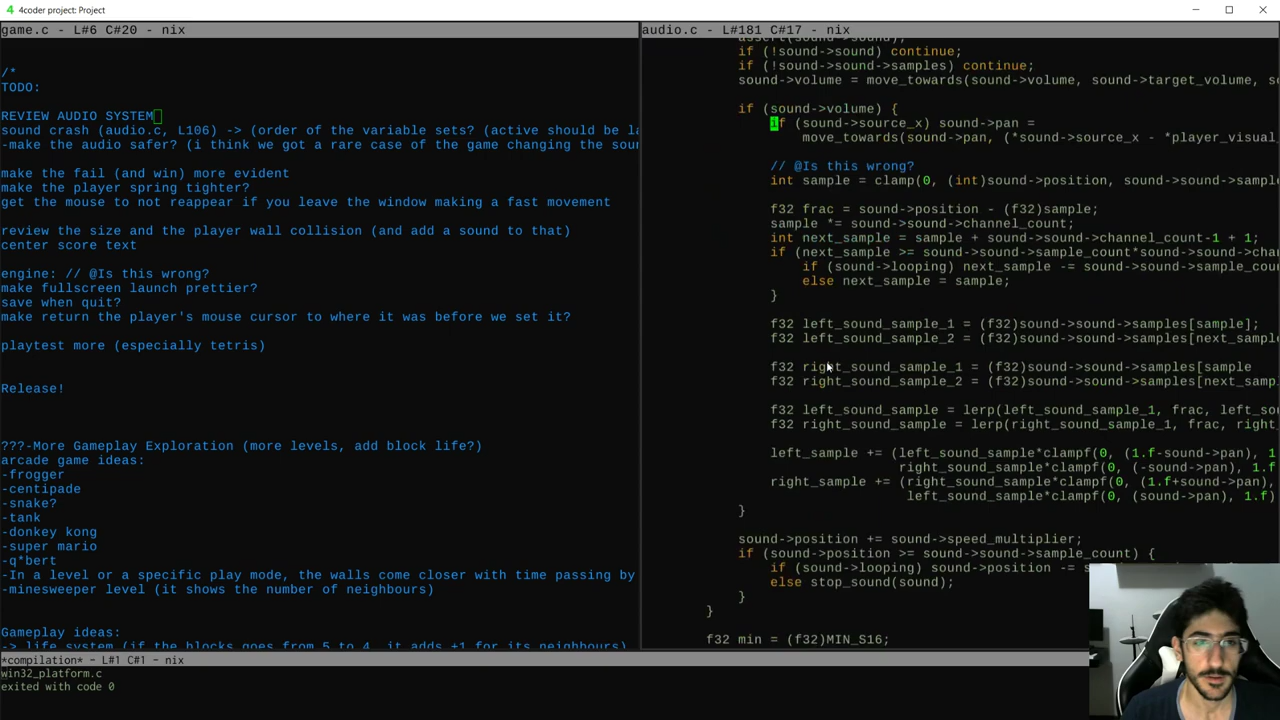 4coder project: Project
game.c - L#6 C#20 - nix
/*
TODO:
REVIEW AUDIO SYSTEM
sound crash (audio.c, L106) -> (order of the variable sets? (active should be la
-make the audio safer? (i think we got a rare case of the game changing the soun
make the fail (and win) more evident
make the player spring tighter?
get the mouse to not reappear if you leave the window making a fast movement
review the size and the player wall collision (and add a sound to that)
center score text
engine: // @Is this wrong?
make fullscreen launch prettier?
save when quit?
make return the player's mouse cursor to where it was before we set it?
playtest more (especially tetris)
Release!
???-More Gameplay Exploration (more levels, add block life?)
arcade game ideas:
-frogger
-centipade
-snake?
-tank
-donkey kong
-super mario
-q*bert
-In a level or a specific play mode, the walls come closer with time passing by
-minesweeper level (it shows the number of neighbours)
Gameplay ideas:
-> life system (if the blocks goes from 5 to 4, it adds +1 for its neighbours)
audio.c - L#181 C#17 - nix
assert(sound->sound);
if (!sound->sound) continue;
if (!sound->sound->samples) continue;
sound->volume = move_towards(sound->volume, sound->target_volume, so
if (sound->volume) {
if (sound->source_x) sound->pan =
move_towards(sound->pan, (*sound->source_x - *player_visual
// @Is this wrong?
int sample = clamp(0, (int)sound->position, sound->sound->sampl
f32 frac = sound->position - (f32)sample;
sample *= sound->sound->channel_count;
int next_sample = sample + sound->sound->channel_count-1 + 1;
if (next_sample >= sound->sound->sample_count*sound->sound->chan
if (sound->looping) next_sample -= sound->sound->sample_cou
else next_sample = sample;
}
f32 left_sound_sample_1 = (f32)sound->sound->samples[sample];
f32 left_sound_sample_2 = (f32)sound->sound->samples[next_sample
f32 right_sound_sample_1 = (f32)sound->sound->samples[sample
f32 right_sound_sample_2 = (f32)sound->sound->samples[next_samp
f32 left_sound_sample = lerp(left_sound_sample_1, frac, left_so
f32 right_sound_sample = lerp(right_sound_sample_1, frac, right_
left_sample += (left_sound_sample*clampf(0, (1.f-sound->pan), 1
right_sound_sample*clampf(0, (-sound->pan), 1.f
right_sample += (right_sound_sample*clampf(0, (1.f+sound->pan),
left_sound_sample*clampf(0, (sound->pan), 1.f)
}
sound->position += sound->speed_multiplier;
if (sound->position >= sound->sound->sample_count) {
if (sound->looping) sound->position -= s
else stop_sound(sound);
}
}
f32 min = (f32)MIN_S16;
*compilation* - L#1 C#1 - nix
win32_platform.c
exited with code 0